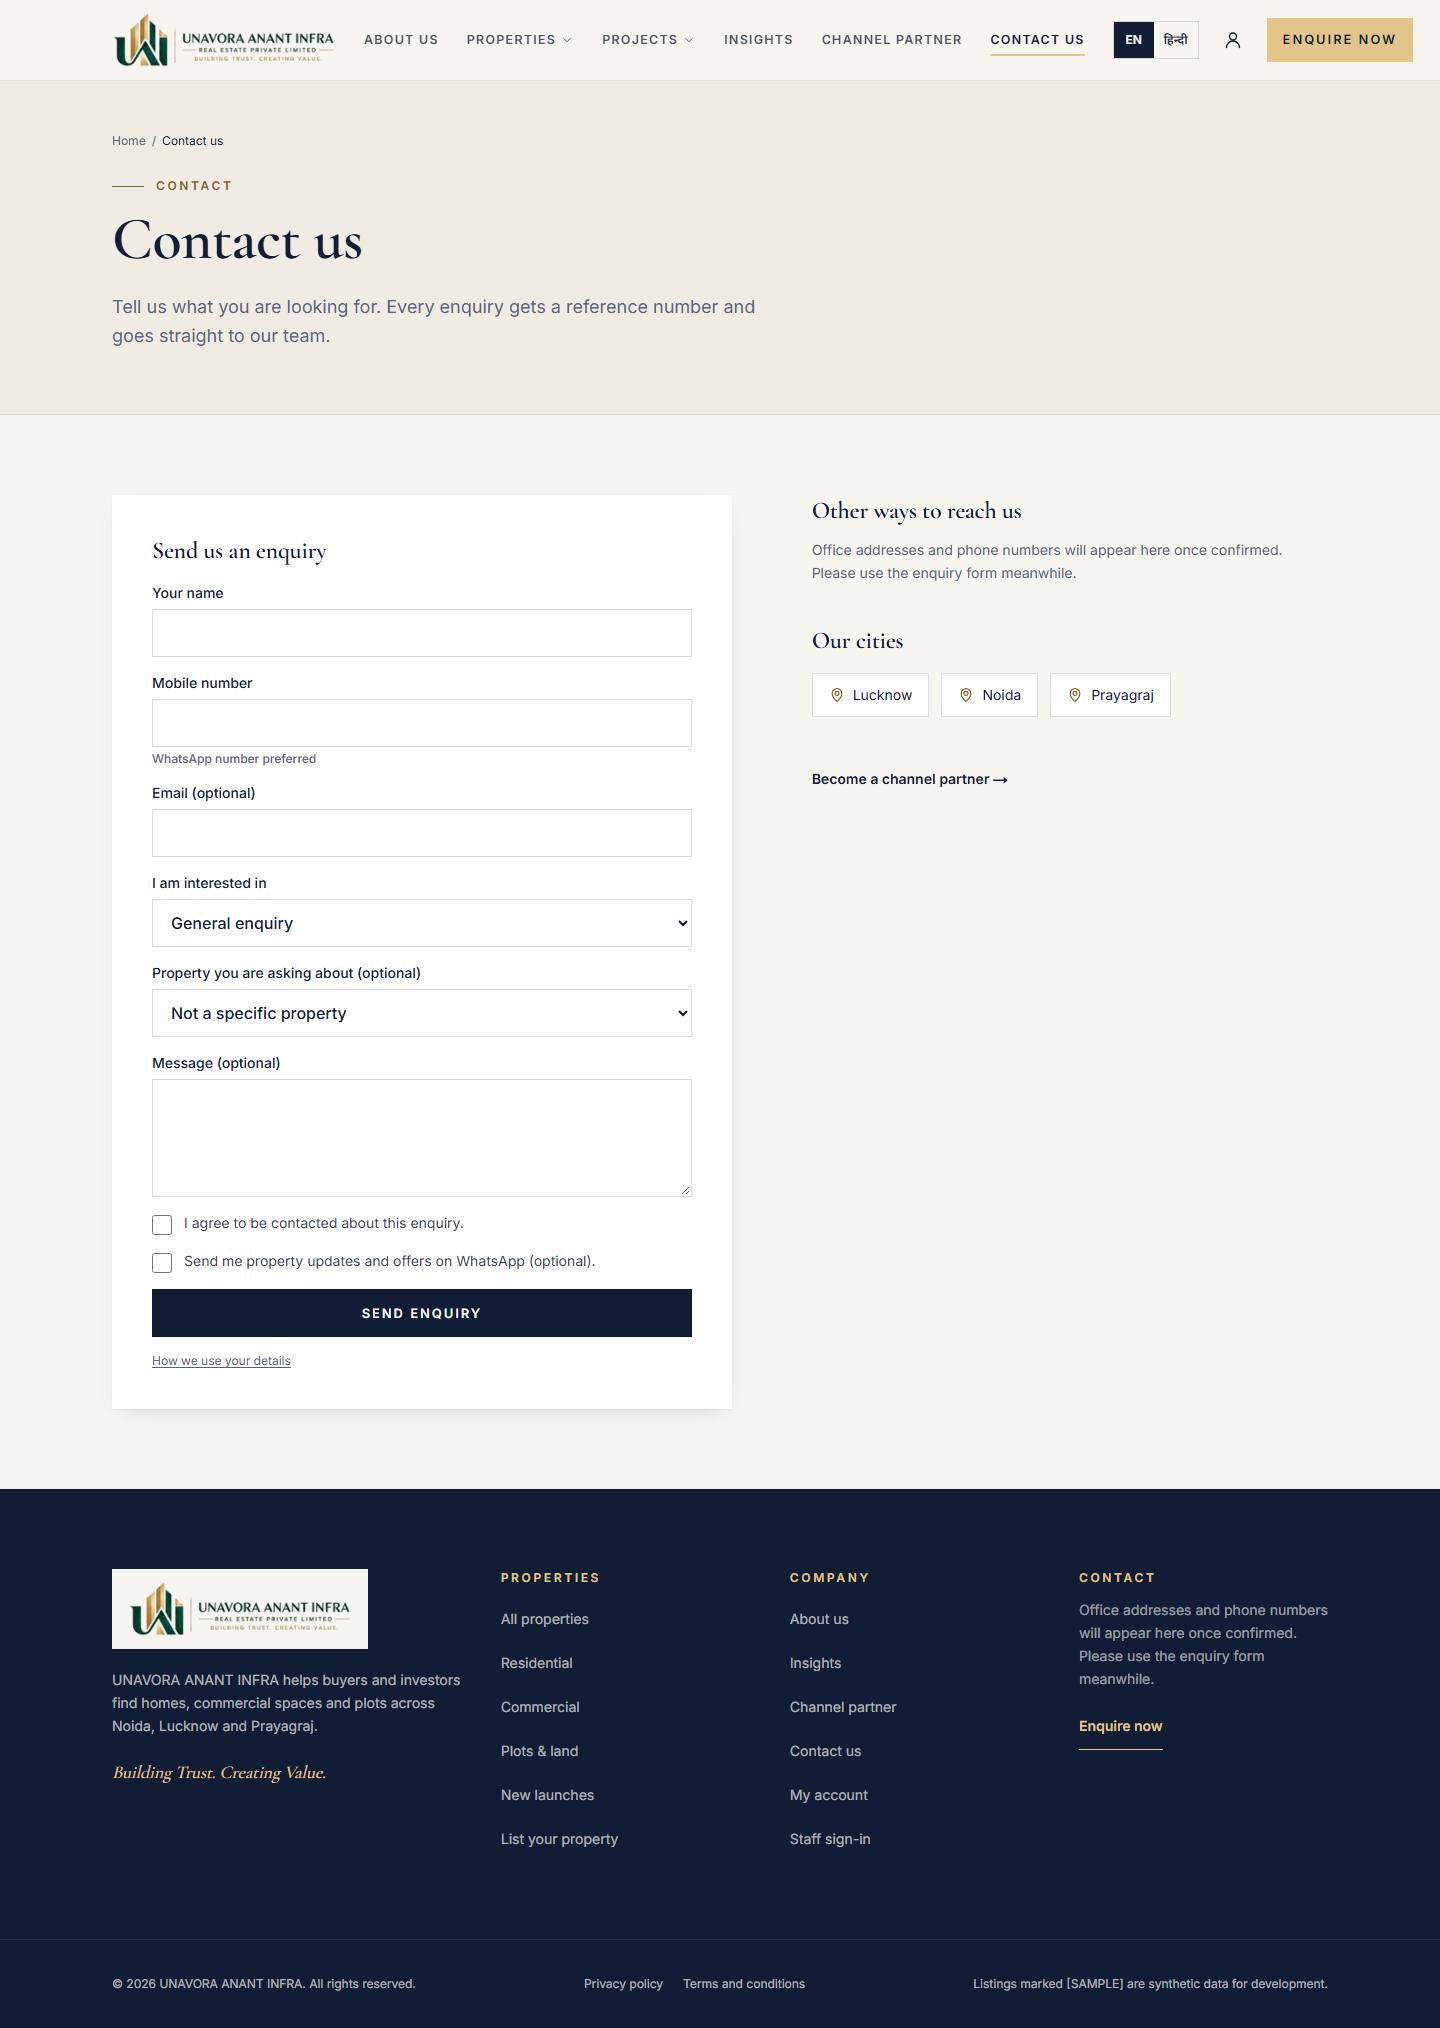 UNAVORA ANANT INFRA
REAL ESTATE PRIVATE LIMITED
BUILDING TRUST. CREATING VALUE.
ABOUT US
PROPERTIES
PROJECTS
INSIGHTS
CHANNEL PARTNER
CONTACT US
EN
हिन्दी
ENQUIRE NOW
Home / Contact us
CONTACT
Contact us
Tell us what you are looking for. Every enquiry gets a reference number and
goes straight to our team.
Send us an enquiry
Your name
Mobile number
WhatsApp number preferred
Email (optional)
I am interested in
General enquiry
Property you are asking about (optional)
Not a specific property
Message (optional)
I agree to be contacted about this enquiry.
Send me property updates and offers on WhatsApp (optional).
SEND ENQUIRY
How we use your details
Other ways to reach us
Office addresses and phone numbers will appear here once confirmed.
Please use the enquiry form meanwhile.
Our cities
Lucknow
Noida
Prayagraj
Become a channel partner →
UNAVORA ANANT INFRA
REAL ESTATE PRIVATE LIMITED
BUILDING TRUST. CREATING VALUE.
UNAVORA ANANT INFRA helps buyers and investors
find homes, commercial spaces and plots across
Noida, Lucknow and Prayagraj.
Building Trust. Creating Value.
PROPERTIES
All properties
Residential
Commercial
Plots & land
New launches
List your property
COMPANY
About us
Insights
Channel partner
Contact us
My account
Staff sign-in
CONTACT
Office addresses and phone numbers
will appear here once confirmed.
Please use the enquiry form
meanwhile.
Enquire now
© 2026 UNAVORA ANANT INFRA. All rights reserved.
Privacy policy
Terms and conditions
Listings marked [SAMPLE] are synthetic data for development.